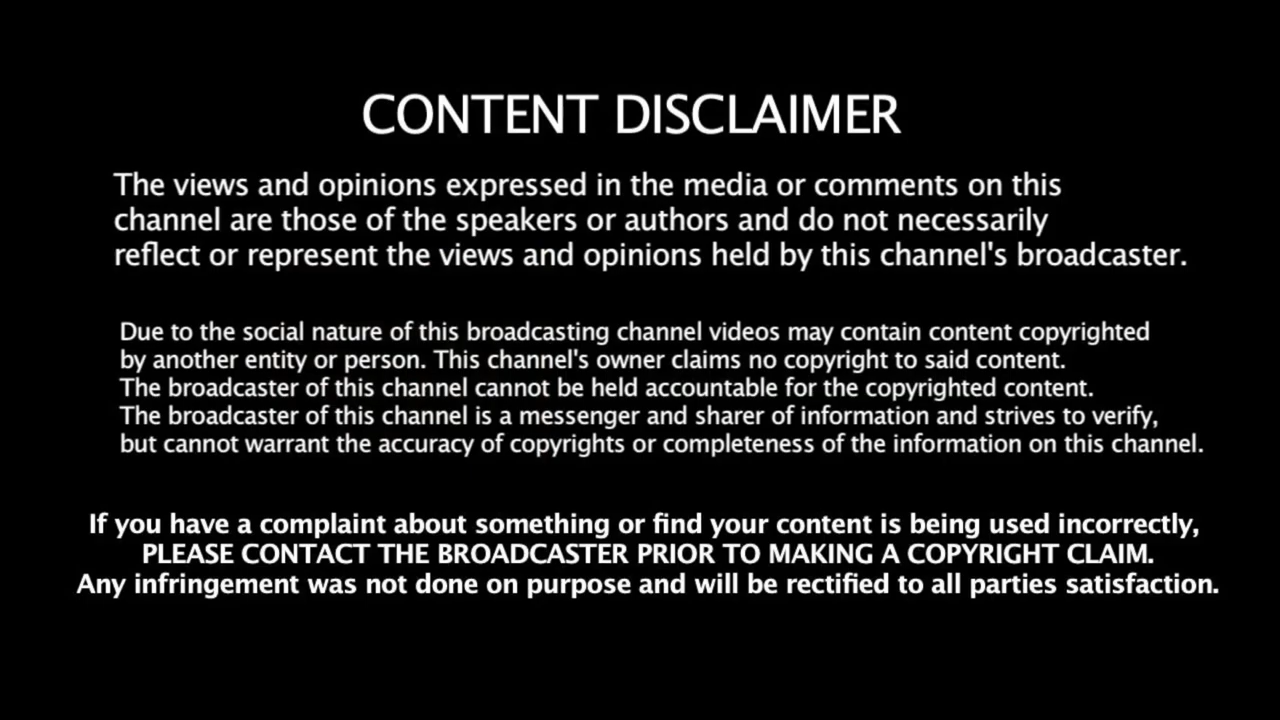 CONTENT DISCLAIMER
The views and opinions expressed in the media or comments on this
channel are those of the speakers or authors and do not necessarily
reflect or represent the views and opinions held by this channel's broadcaster.
Due to the social nature of this broadcasting channel videos may contain content copyrighted
by another entity or person. This channel's owner claims no copyright to said content.
The broadcaster of this channel cannot be held accountable for the copyrighted content.
The broadcaster of this channel is a messenger and sharer of information and strives to verify,
but cannot warrant the accuracy of copyrights or completeness of the information on this channel.
If you have a complaint about something or find your content is being used incorrectly,
PLEASE CONTACT THE BROADCASTER PRIOR TO MAKING A COPYRIGHT CLAIM.
Any infringement was not done on purpose and will be rectified to all parties satisfaction.